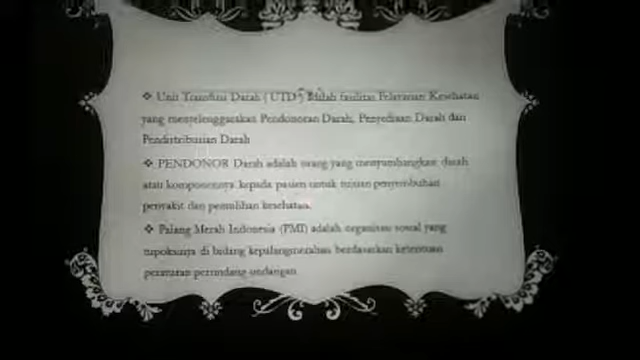 ❖ Unit Transfusi Darah ( UTD ) adalah fasilitas Pelayanan Kesehatan
yang menyelenggarakan Pendonoran Darah, Penyediaan Darah dan
Pendistribusian Darah
❖ PENDONOR Darah adalah orang yang menyumbangkan darah
atau komponennya kepada pasien untuk tujuan penyembuhan
penyakit dan pemulihan kesehatan.
❖ Palang Merah Indonesia (PMI) adalah organisasi sosial yang
tupoksinya di bidang kepalangmerahan berdasarkan ketentuan
peraturan perundang undangan